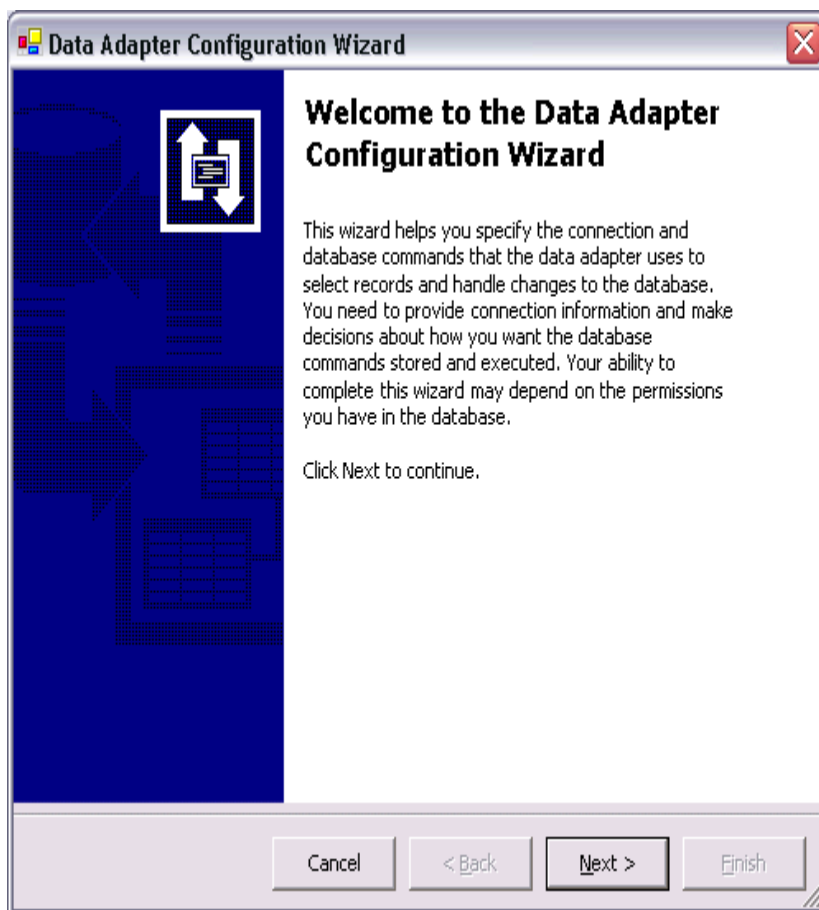 Data Adapter Configuration Wizard
Welcome to the Data Adapter
Configuration Wizard
This wizard helps you specify the connection and
database commands that the data adapter uses to
select records and handle changes to the database.
You need to provide connection information and make
decisions about how you want the database
commands stored and executed. Your ability to
complete this wizard may depend on the permissions
you have in the database.
Click Next to continue.
Cancel
< Back
Next >
Finish